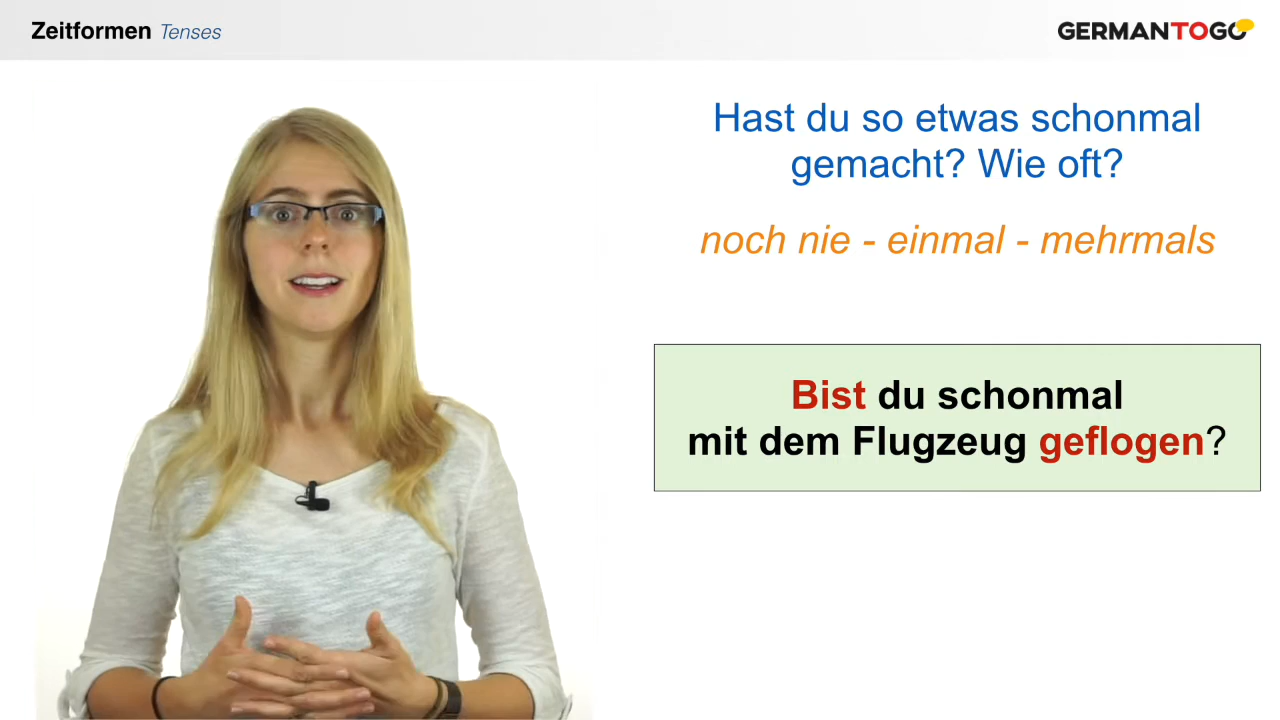 Zeitformen Tenses
GERMANTOGO
Hast du so etwas schonmal
gemacht? Wie oft?
noch nie - einmal - mehrmals
Bist du schonmal
mit dem Flugzeug geflogen?